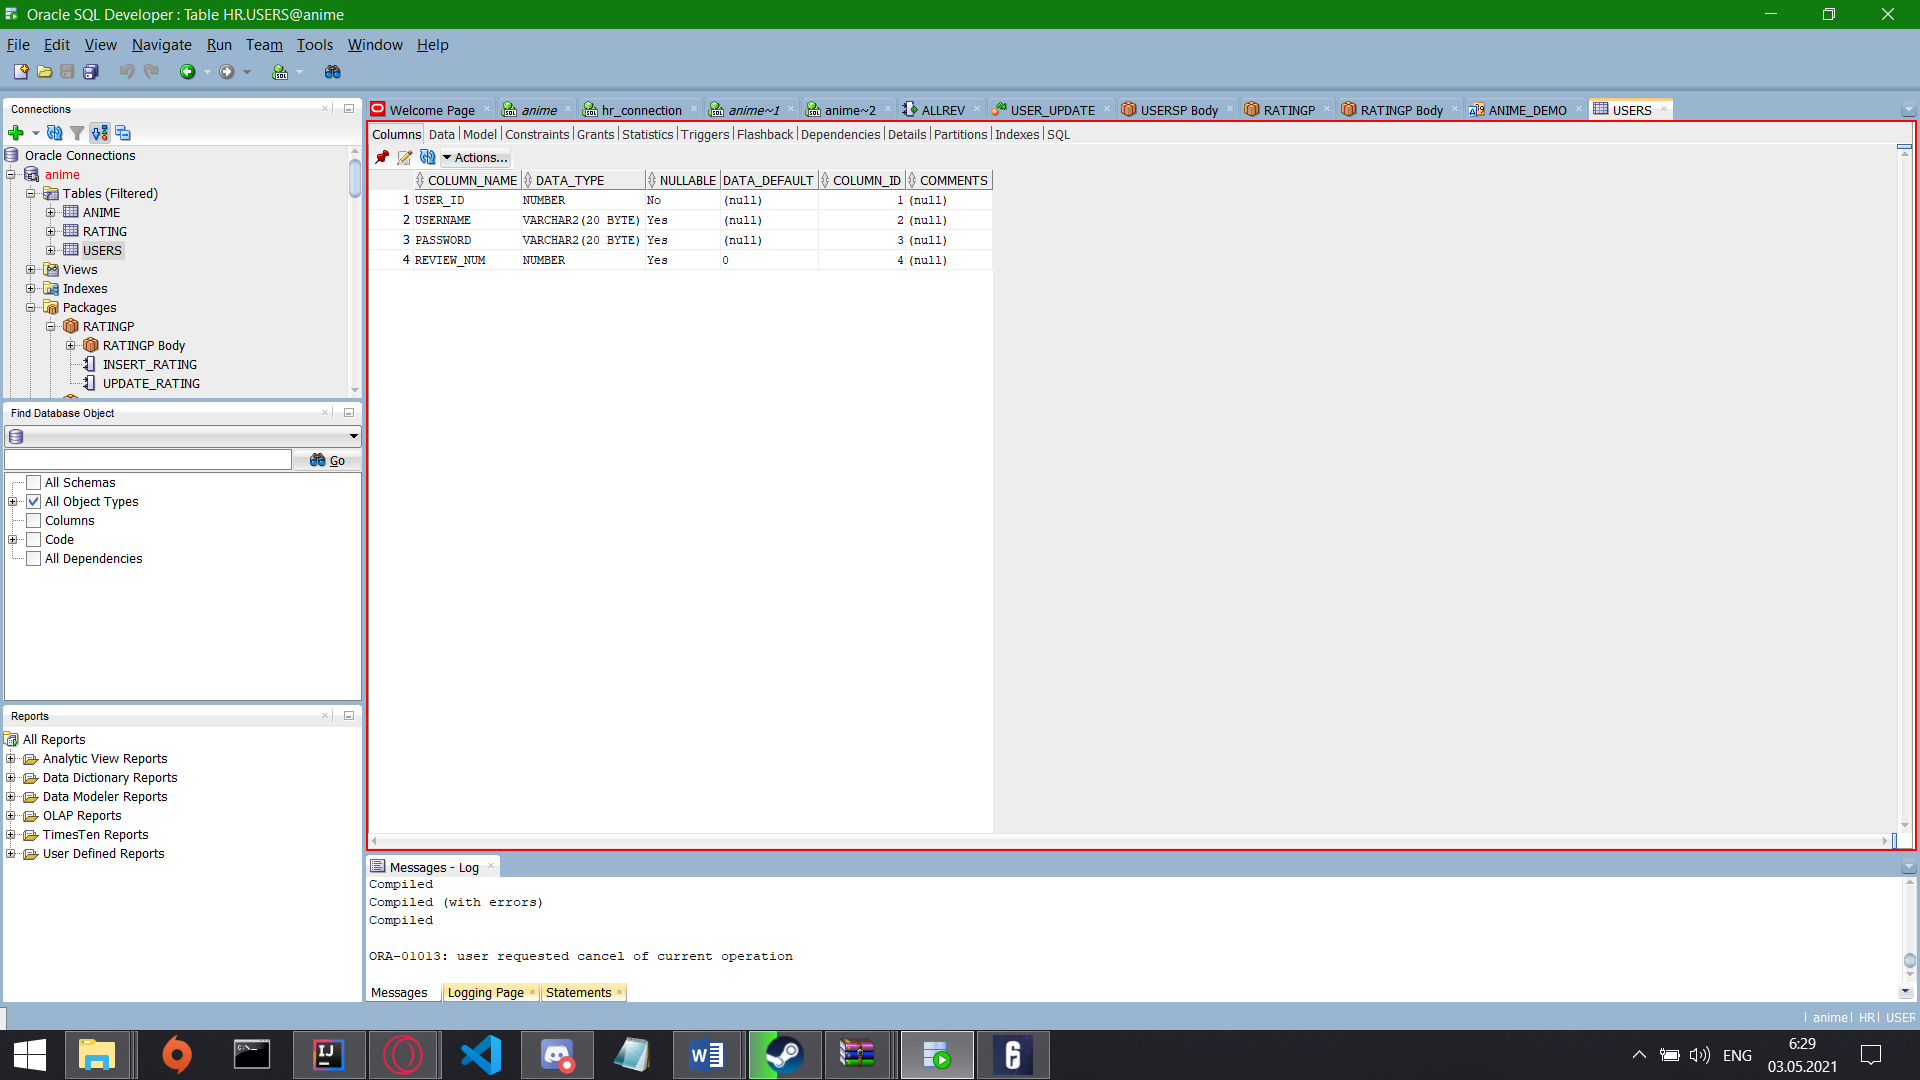 Oracle SQL Developer : Table HR.USERS@anime
File Edit View Navigate Run Team Tools Window Help
Connections
Oracle Connections
anime
Tables (Filtered)
ANIME
RATING
USERS
Views
Indexes
Packages
RATINGP
RATINGP Body
INSERT_RATING
UPDATE_RATING
Find Database Object
Go
All Schemas
All Object Types
Columns
Code
All Dependencies
Reports
All Reports
Analytic View Reports
Data Dictionary Reports
Data Modeler Reports
OLAP Reports
TimesTen Reports
User Defined Reports
Welcome Page anime hr_connection anime~1 anime~2 ALLREV USER_UPDATE USERSP Body RATINGP RATINGP Body ANIME_DEMO USERS
Columns Data Model Constraints Grants Statistics Triggers Flashback Dependencies Details Partitions Indexes SQL
Actions...
COLUMN_NAME DATA_TYPE NULLABLE DATA_DEFAULT COLUMN_ID COMMENTS
1 USER_ID NUMBER No (null) 1 (null)
2 USERNAME VARCHAR2(20 BYTE) Yes (null) 2 (null)
3 PASSWORD VARCHAR2(20 BYTE) Yes (null) 3 (null)
4 REVIEW_NUM NUMBER Yes 0 4 (null)
Messages - Log
Compiled
Compiled (with errors)
Compiled
ORA-01013: user requested cancel of current operation
Messages Logging Page Statements
anime HR USER
ENG
6:29
03.05.2021